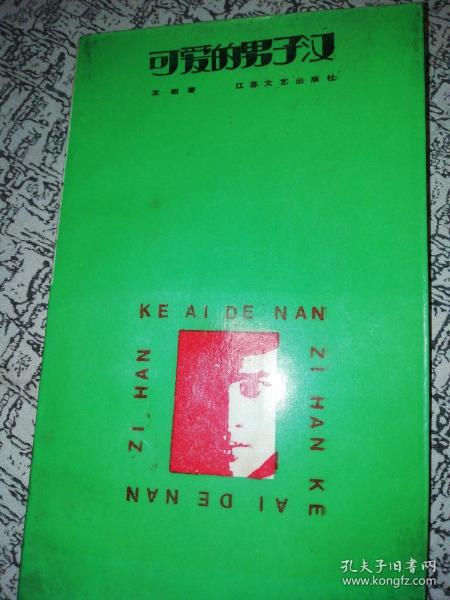 可爱的男子汉
王 著 江苏文艺出版社
KE AI DE NAN
ZI HAN KE
AI DE NAN
ZI HAN
孔夫子旧书网
www.kongfz.com